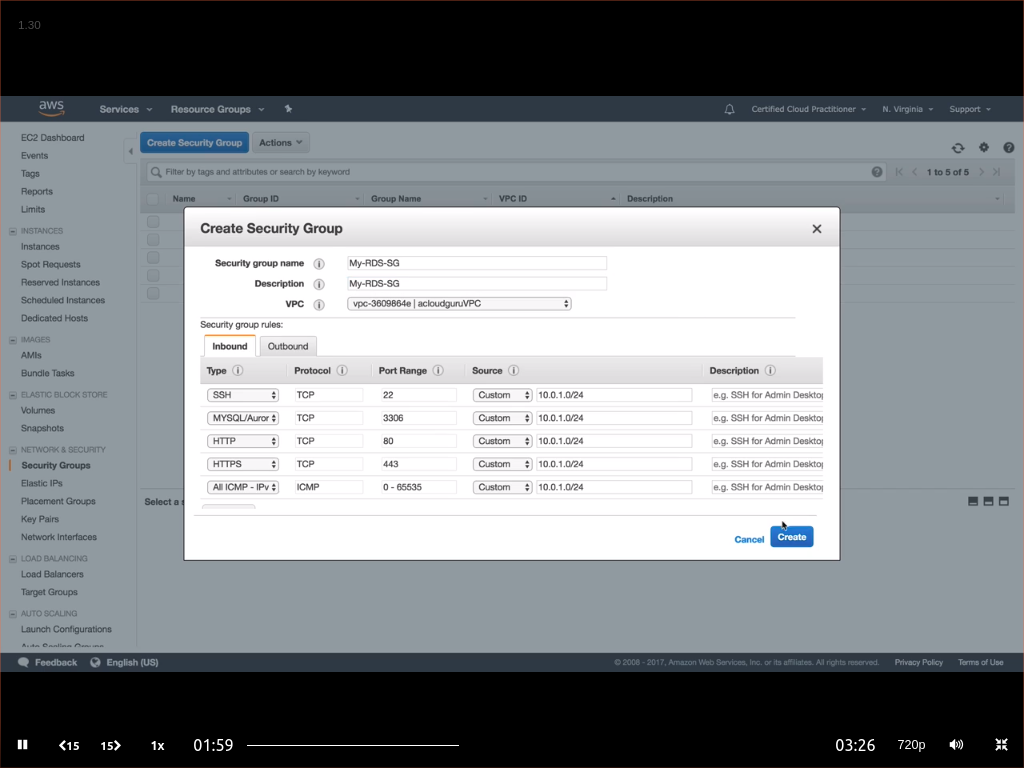 1.30
aws Services Resource Groups Certified Cloud Practitioner N. Virginia Support
EC2 Dashboard
Events
Tags
Reports
Limits
INSTANCES
Instances
Spot Requests
Reserved Instances
Scheduled Instances
Dedicated Hosts
IMAGES
AMIs
Bundle Tasks
ELASTIC BLOCK STORE
Volumes
Snapshots
NETWORK & SECURITY
Security Groups
Elastic IPs
Placement Groups
Key Pairs
Network Interfaces
LOAD BALANCING
Load Balancers
Target Groups
AUTO SCALING
Launch Configurations
Auto Scaling Groups
Create Security Group Actions
Filter by tags and attributes or search by keyword 1 to 5 of 5
Name Group ID Group Name VPC ID Description
Create Security Group
Security group name My-RDS-SG
Description My-RDS-SG
VPC vpc-3609864e | acloudguruVPC
Security group rules:
Inbound Outbound
Type Protocol Port Range Source Description
SSH TCP 22 Custom 10.0.1.0/24 e.g. SSH for Admin Desktop
MYSQL/Auror TCP 3306 Custom 10.0.1.0/24 e.g. SSH for Admin Desktop
HTTP TCP 80 Custom 10.0.1.0/24 e.g. SSH for Admin Desktop
HTTPS TCP 443 Custom 10.0.1.0/24 e.g. SSH for Admin Desktop
All ICMP - IPv ICMP 0 - 65535 Custom 10.0.1.0/24 e.g. SSH for Admin Desktop
Select a s
Cancel Create
Feedback English (US) © 2008 - 2017, Amazon Web Services, Inc. or its affiliates. All rights reserved. Privacy Policy Terms of Use
15 15 1x 01:59 03:26 720p